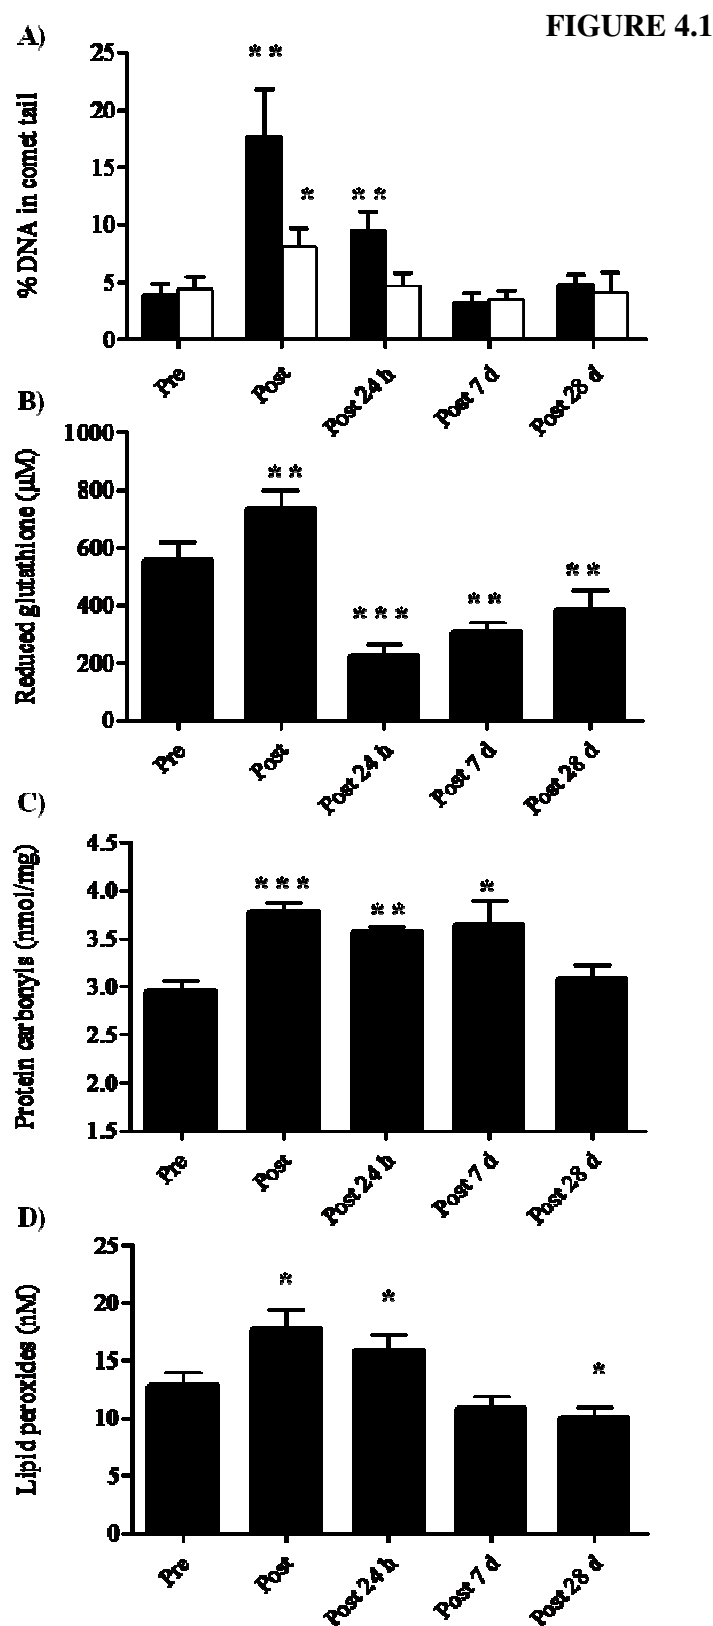 FIGURE 4.1
A)
% DNA in comet tail
25
20
15
10
5
0
** * **
Pre Post Post 24 h Post 7 d Post 28 d
B)
Reduced glutathione (µM)
1000
800
600
400
200
0
** *** ** **
Pre Post Post 24 h Post 7 d Post 28 d
C)
Protein carbonyls (nmol/mg)
4.5
4.0
3.5
3.0
2.5
2.0
1.5
*** ** *
Pre Post Post 24 h Post 7 d Post 28 d
D)
Lipid peroxides (nM)
25
20
15
10
5
0
* * *
Pre Post Post 24 h Post 7 d Post 28 d